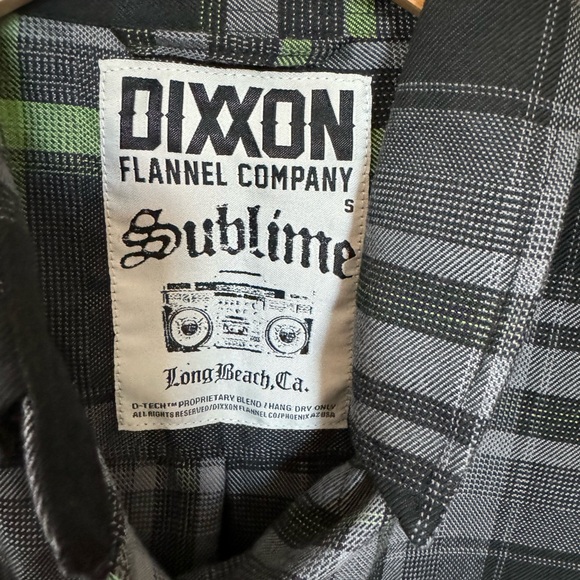 DIXXON
FLANNEL COMPANY
S
Sublime
Long Beach, Ca.
D-TECH™ PROPRIETARY BLEND / HANG DRY ONLY
ALL RIGHTS RESERVED/DIXXON FLANNEL CO/PHOENIX AZ USA